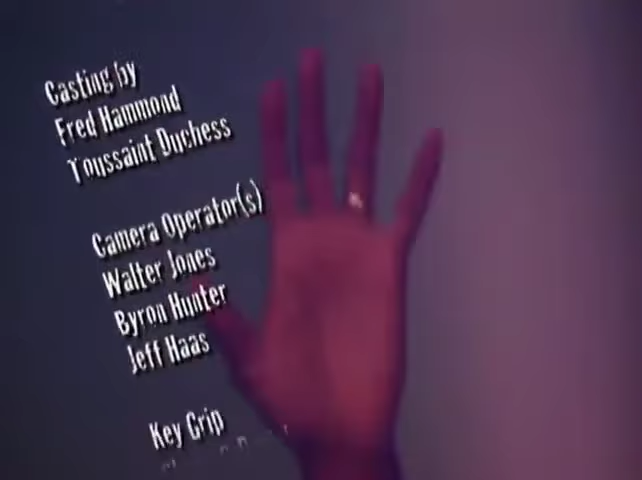 Casting by
Fred Hammond
Toussaint Duchess
Camera Operator(s)
Walter Jones
Byron Hunter
Jeff Haas
Key Grip